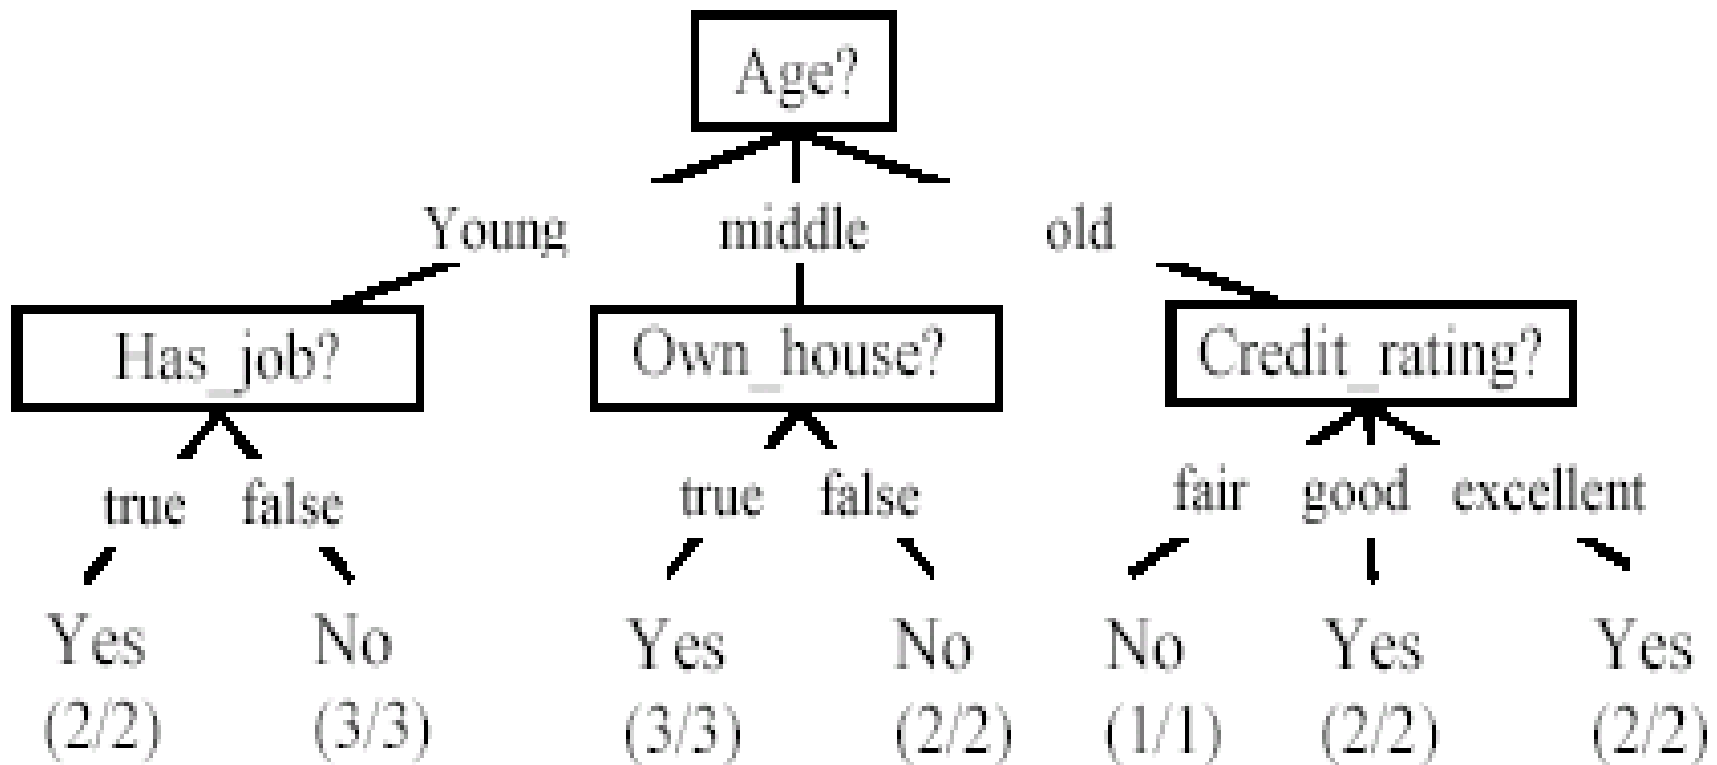 Age?
Young middle old
Has_job? Own_house? Credit_rating?
true false true false fair good excellent
Yes No Yes No No Yes Yes
(2/2) (3/3) (3/3) (2/2) (1/1) (2/2) (2/2)